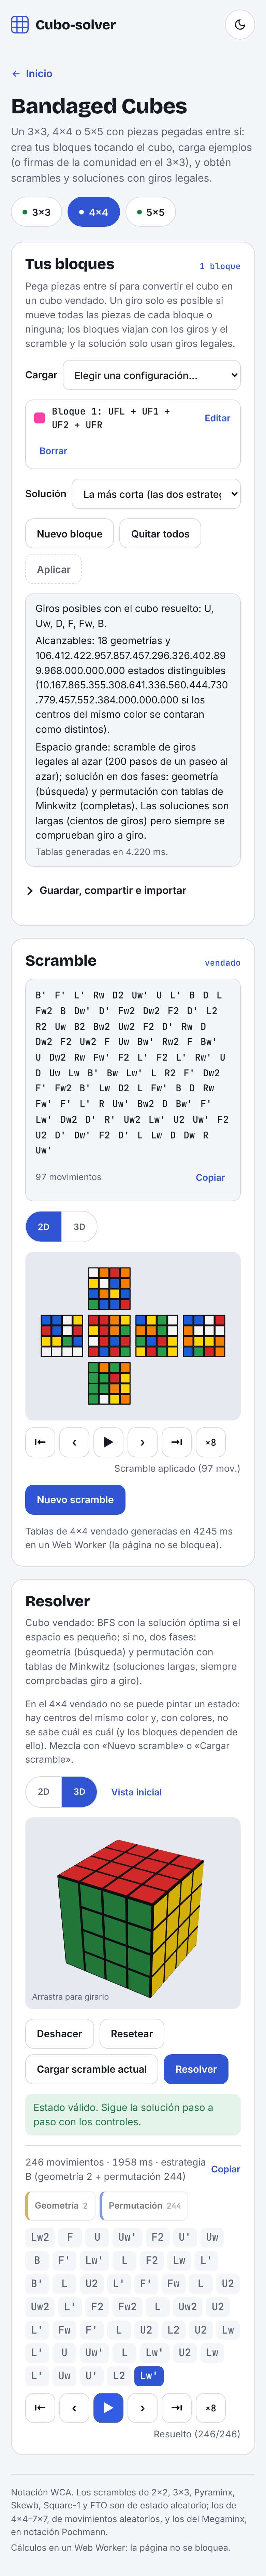 Cubo-solver
← Inicio
Bandaged Cubes
Un 3×3, 4×4 o 5×5 con piezas pegadas entre sí:
crea tus bloques tocando el cubo, carga ejemplos
(o firmas de la comunidad en el 3×3), y obtén
scrambles y soluciones con giros legales.
3×3 4×4 5×5
Tus bloques 1 bloque
Pega piezas entre sí para convertir el cubo en
un cubo vendado. Un giro solo es posible si
mueve todas las piezas de cada bloque o
ninguna; los bloques viajan con los giros y el
scramble y la solución solo usan giros legales.
Cargar Elegir una configuración...
Bloque 1: UFL + UF1 +
UF2 + UFR
Editar
Borrar
Solución La más corta (las dos estrateg
Nuevo bloque Quitar todos
Aplicar
Giros posibles con el cubo resuelto: U,
Uw, D, F, Fw, B.
Alcanzables: 18 geometrías y
106.412.422.957.857.457.296.326.402.89
9.968.000.000.000 estados distinguibles
(10.167.865.355.308.641.336.560.444.730
.779.457.552.384.000.000.000 si los
centros del mismo color se contaran
como distintos).
Espacio grande: scramble de giros
legales al azar (200 pasos de un paseo al
azar); solución en dos fases: geometría
(búsqueda) y permutación con tablas de
Minkwitz (completas). Las soluciones son
largas (cientos de giros) pero siempre se
comprueban giro a giro.
Tablas generadas en 4.220 ms.
Guardar, compartir e importar
Scramble vendado
B' F' L' Rw D2 Uw' U L' B D L
Fw2 B Dw' D' Fw2 Dw2 F2 D' L2
R2 Uw B2 Bw2 Uw2 F2 D' Rw D
Dw2 F2 Uw2 F Uw Bw' Rw2 F Bw'
U Dw2 Rw Fw' F2 L' F2 L' Rw' U
D Uw Lw B' Bw Lw' L R2 F' Dw2
F' Fw2 B' Lw D2 L Fw' B D Rw
Fw' F' L' R Uw' Bw2 D Bw' F'
Lw' Dw2 D' R' Uw2 Lw' U2 Uw' F2
U2 D' Dw' F2 D' L Lw D Dw R
Uw'
97 movimientos Copiar
2D 3D
×8
Scramble aplicado (97 mov.)
Nuevo scramble
Tablas de 4×4 vendado generadas en 4245 ms
en un Web Worker (la página no se bloquea).
Resolver
Cubo vendado: BFS con la solución óptima si el
espacio es pequeño; si no, dos fases:
geometría (búsqueda) y permutación con
tablas de Minkwitz (soluciones largas, siempre
comprobadas giro a giro).
En el 4×4 vendado no se puede pintar un estado:
hay centros del mismo color y, con colores, no
se sabe cuál es cuál (y los bloques dependen de
ello). Mezcla con «Nuevo scramble» o «Cargar
scramble».
2D 3D Vista inicial
Arrastra para girarlo
Deshacer Resetear
Cargar scramble actual Resolver
Estado válido. Sigue la solución paso a
paso con los controles.
246 movimientos · 1958 ms · estrategia
B (geometría 2 + permutación 244)
Copiar
Geometría 2 Permutación 244
Lw2 F U Uw' F2 U' Uw
B F' Lw' L F2 Lw L'
B' L U2 L' F' Fw L U2
Uw2 L' F2 Fw2 L Uw2 U2
L' Fw F' L U2 L2 U2 Lw
L' U Uw' L Lw' U2 Lw
L' Uw U' L2 Lw'
×8
Resuelto (246/246)
Notación WCA. Los scrambles de 2×2, 3×3, Pyraminx,
Skewb, Square-1 y FTO son de estado aleatorio; los de
4×4–7×7, de movimientos aleatorios, y los del Megaminx,
en notación Pochmann.
Cálculos en un Web Worker: la página no se bloquea.